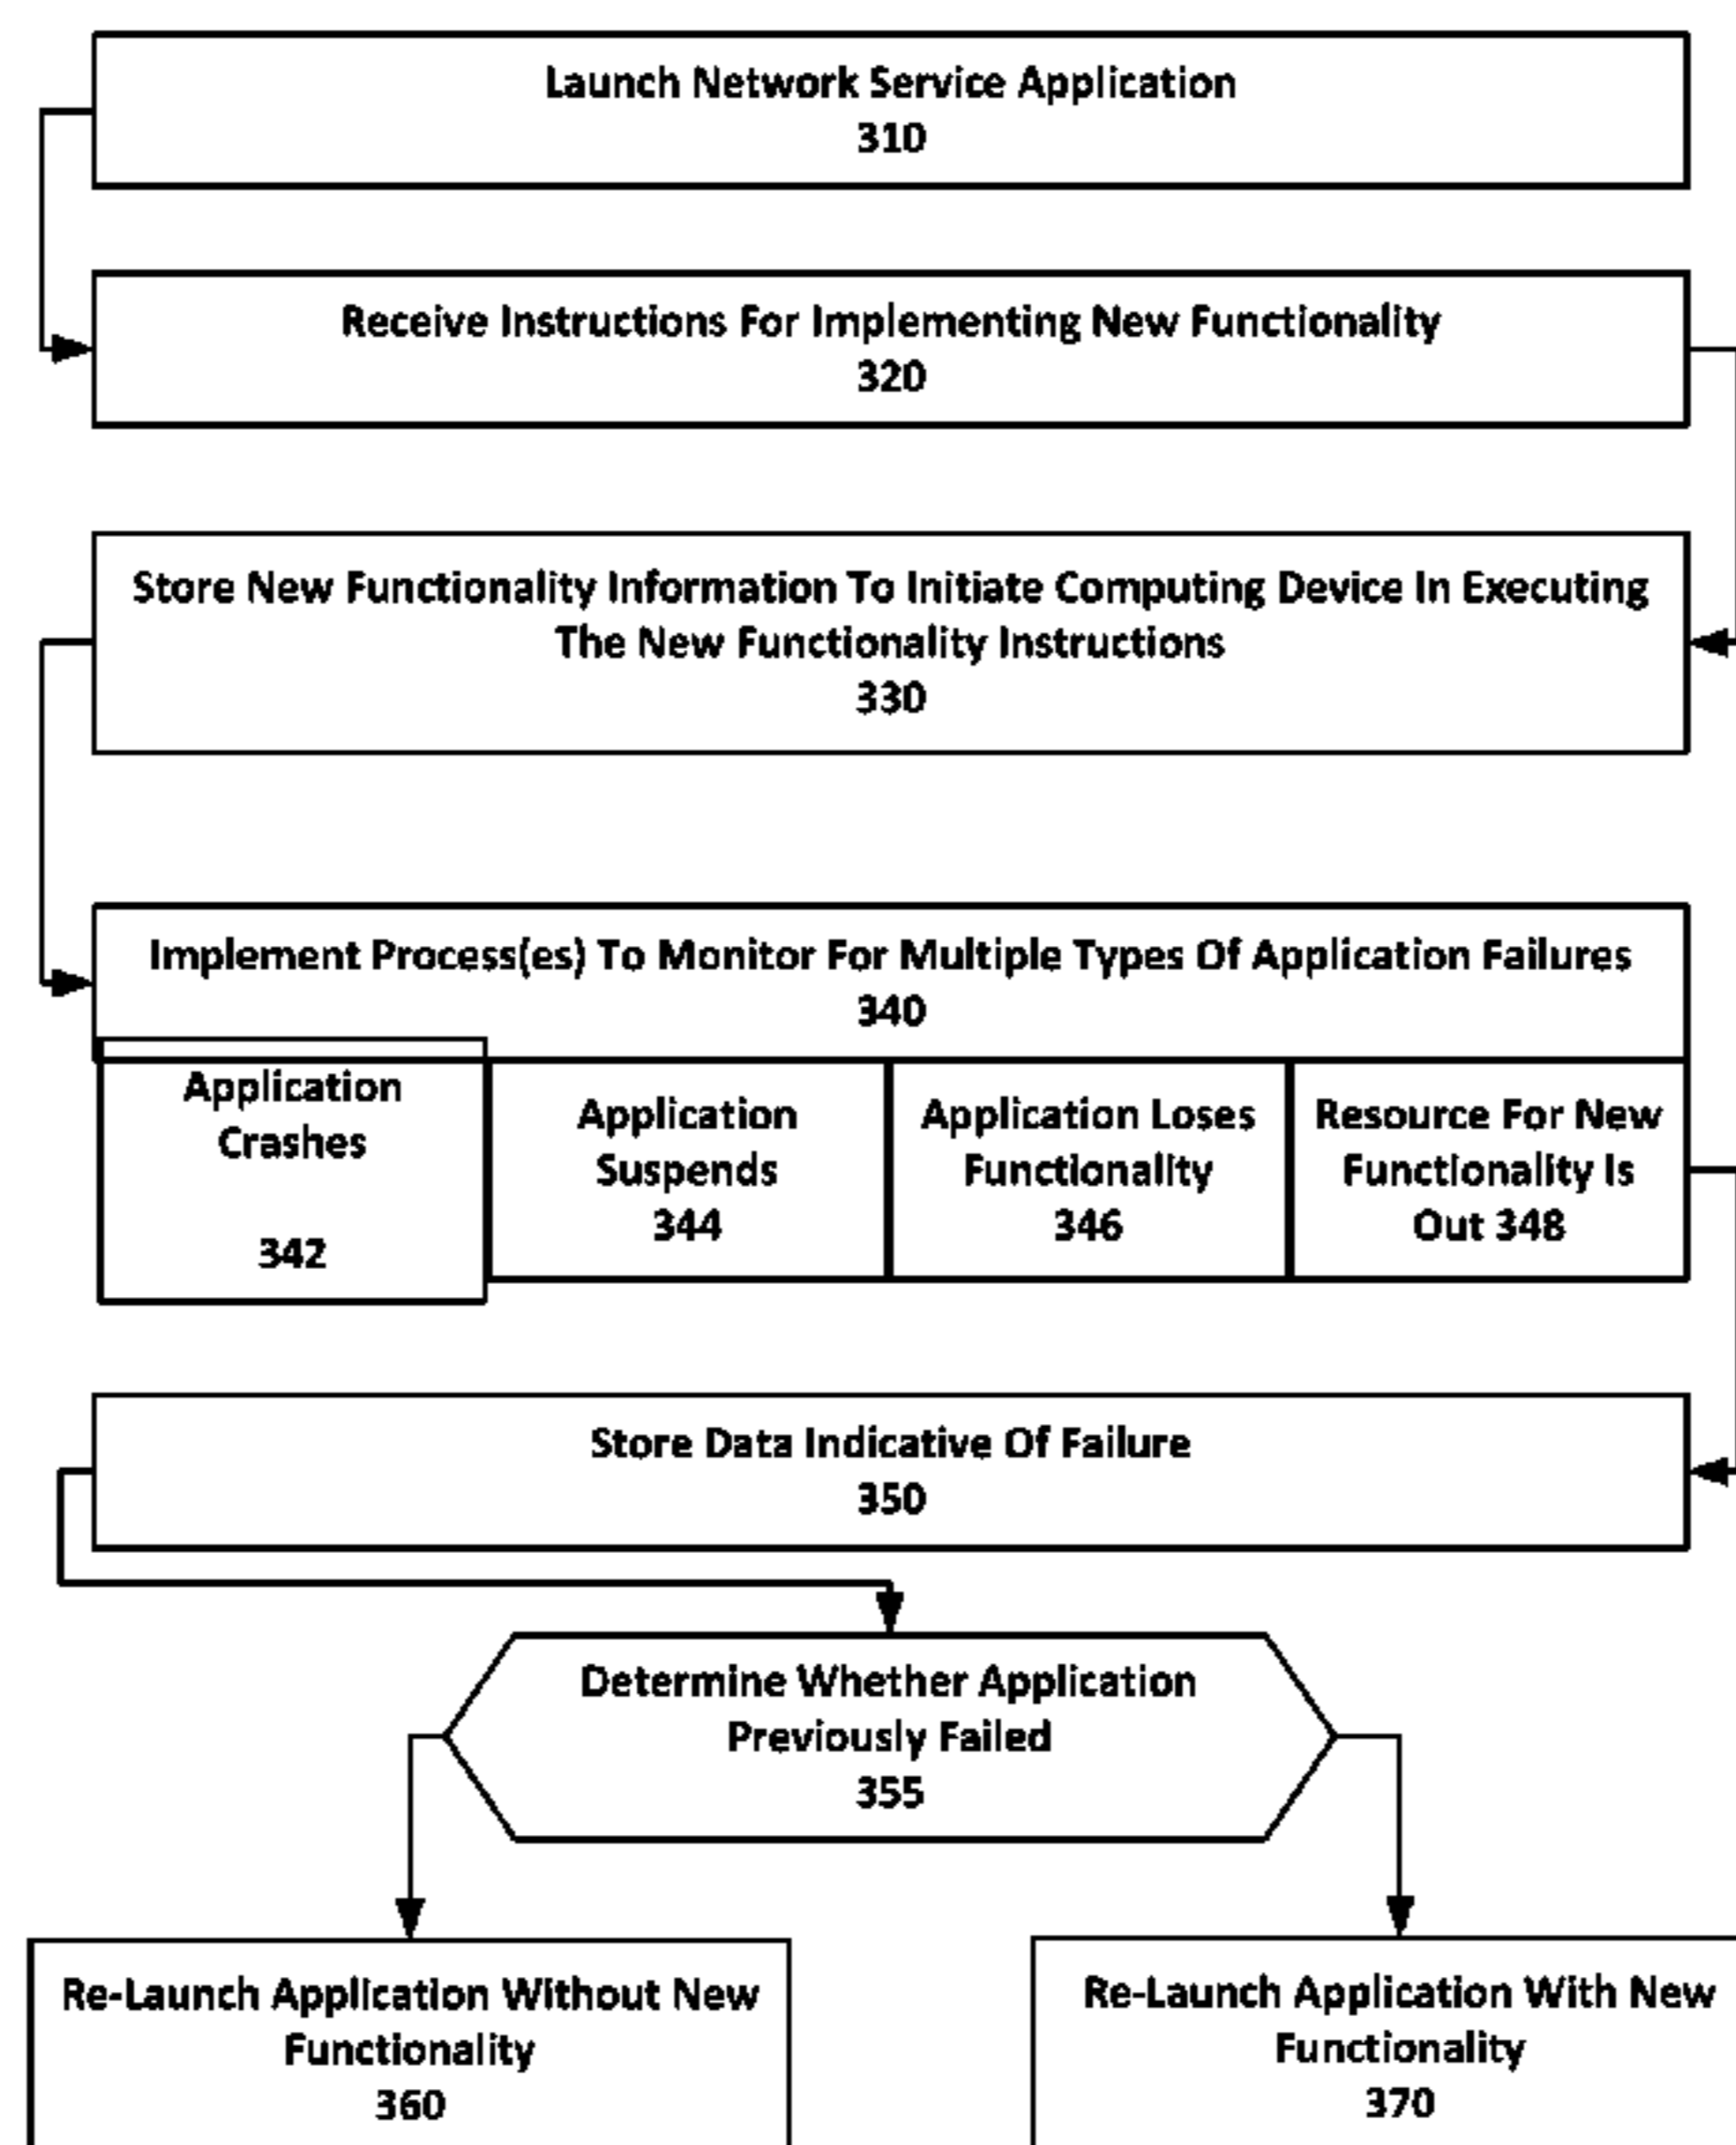 Launch Network Service Application
310
Receive Instructions For Implementing New Functionality
320
Store New Functionality Information To Initiate Computing Device In Executing
The New Functionality Instructions
330
Implement Process(es) To Monitor For Multiple Types Of Application Failures
340
Application
Crashes
342
Application
Suspends
344
Application Loses
Functionality
346
Resource For New
Functionality Is
Out 348
Store Data Indicative Of Failure
350
Determine Whether Application
Previously Failed
355
Re-Launch Application Without New
Functionality
360
Re-Launch Application With New
Functionality
370